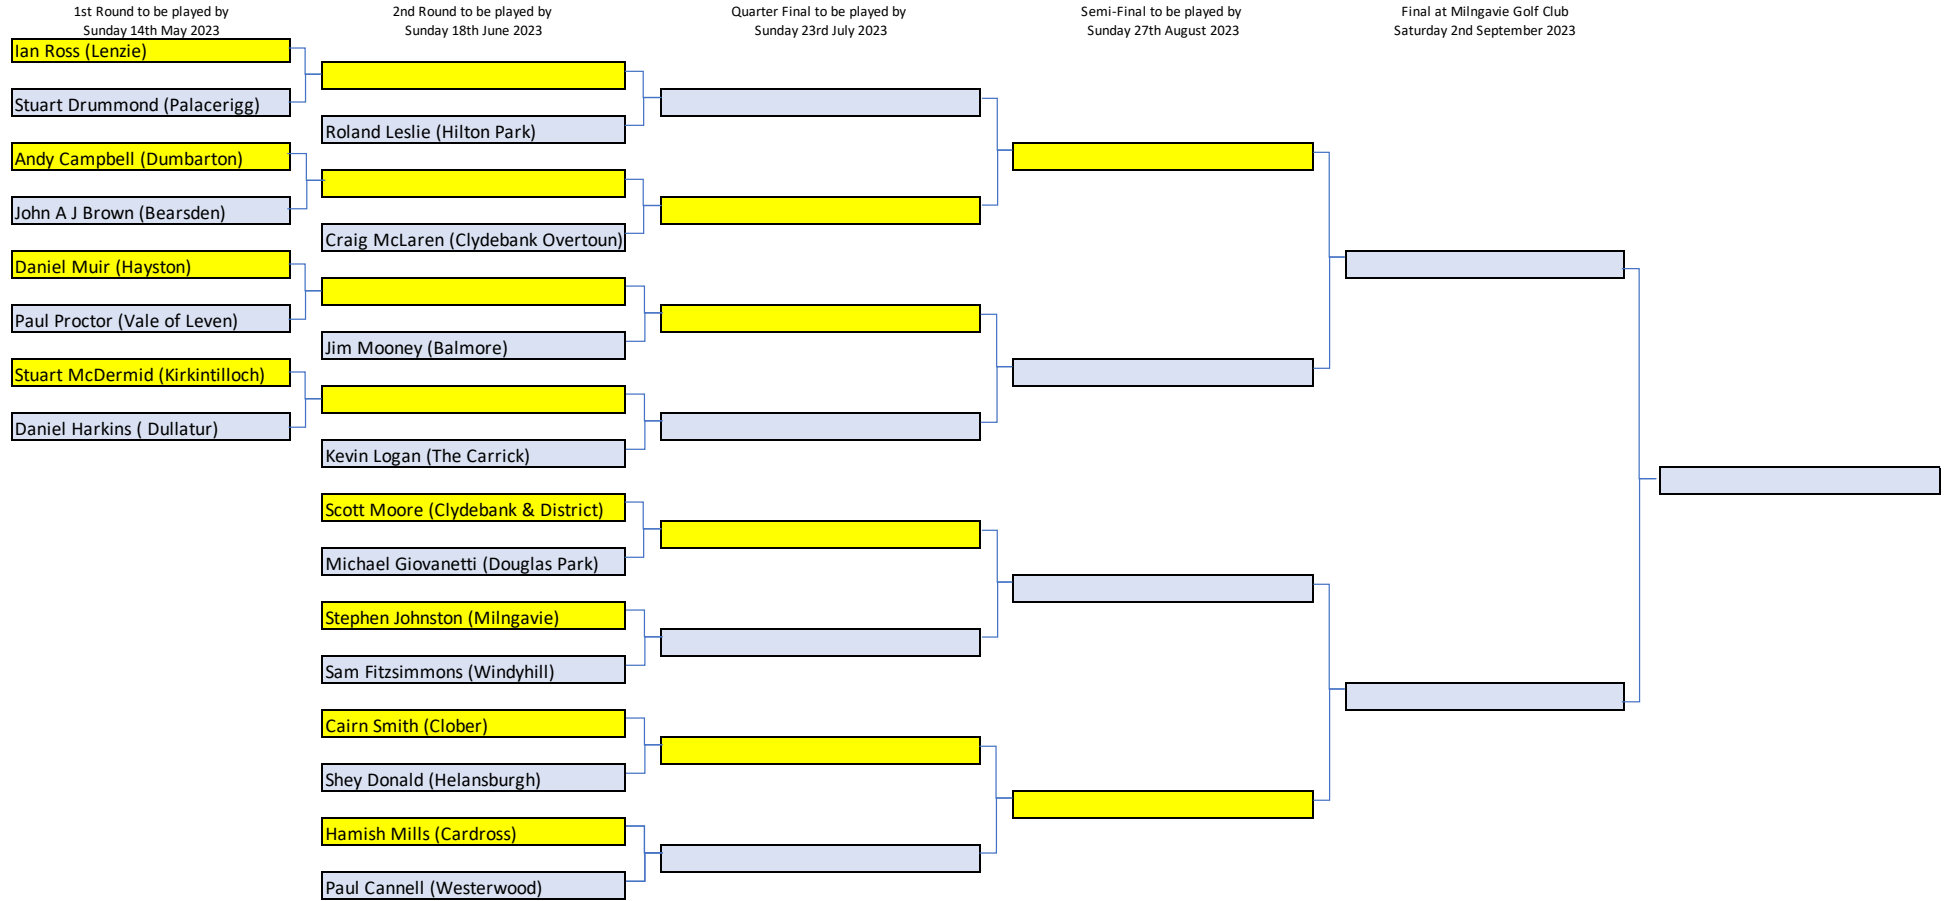 1st Round to be played by
Sunday 14th May 2023
2nd Round to be played by
Sunday 18th June 2023
Quarter Final to be played by
Sunday 23rd July 2023
Semi-Final to be played by
Sunday 27th August 2023
Final at Milngavie Golf Club
Saturday 2nd September 2023
Ian Ross (Lenzie)
Stuart Drummond (Palacerigg)
Andy Campbell (Dumbarton)
John A J Brown (Bearsden)
Daniel Muir (Hayston)
Paul Proctor (Vale of Leven)
Stuart McDermid (Kirkintilloch)
Daniel Harkins ( Dullatur)
Roland Leslie (Hilton Park)
Craig McLaren (Clydebank Overtoun)
Jim Mooney (Balmore)
Kevin Logan (The Carrick)
Scott Moore (Clydebank & District)
Michael Giovanetti (Douglas Park)
Stephen Johnston (Milngavie)
Sam Fitzsimmons (Windyhill)
Cairn Smith (Clober)
Shey Donald (Helansburgh)
Hamish Mills (Cardross)
Paul Cannell (Westerwood)